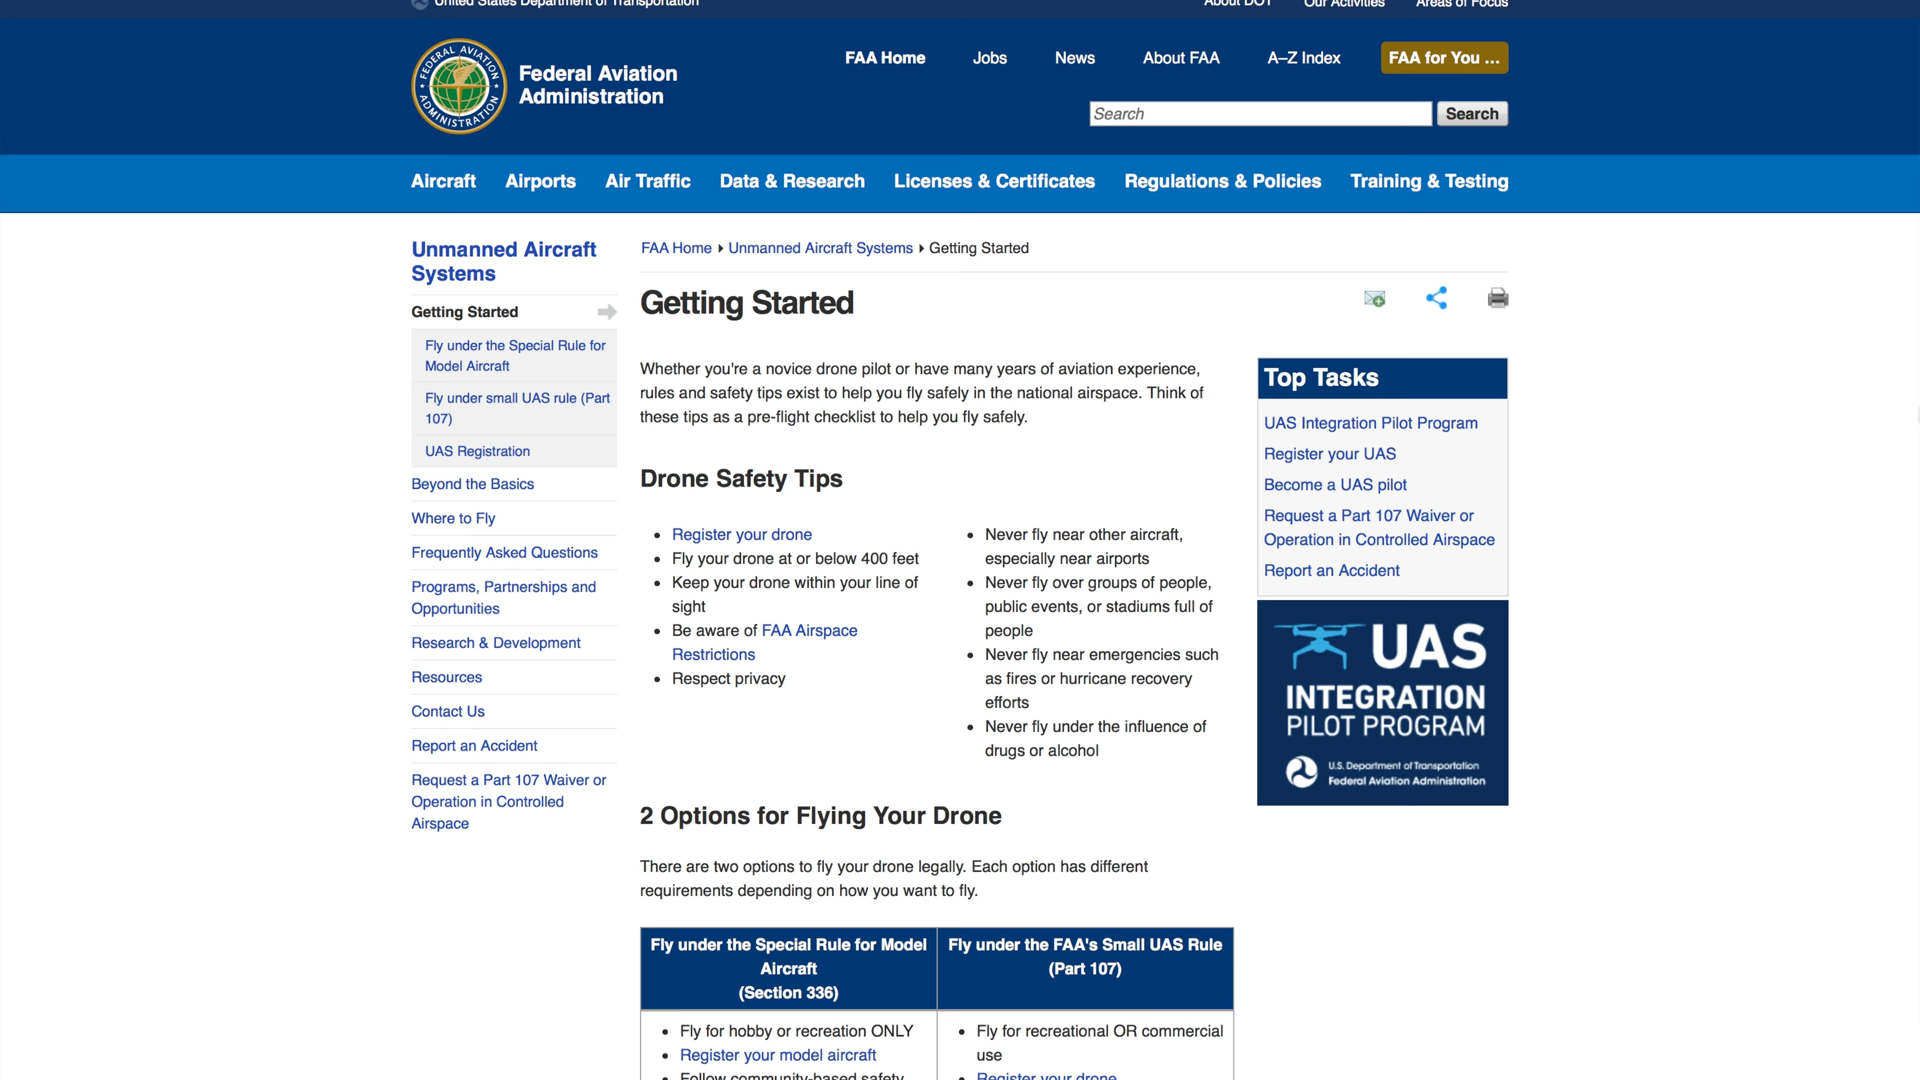 United States Department of Transportation
About DOT
Our Activities
Areas of Focus
FEDERAL AVIATION ADMINISTRATION
Federal Aviation
Administration
FAA Home
Jobs
News
About FAA
A–Z Index
FAA for You ...
Search
Search
Aircraft
Airports
Air Traffic
Data & Research
Licenses & Certificates
Regulations & Policies
Training & Testing
Unmanned Aircraft
Systems
Getting Started
Fly under the Special Rule for
Model Aircraft
Fly under small UAS rule (Part
107)
UAS Registration
Beyond the Basics
Where to Fly
Frequently Asked Questions
Programs, Partnerships and
Opportunities
Research & Development
Resources
Contact Us
Report an Accident
Request a Part 107 Waiver or
Operation in Controlled
Airspace
FAA Home
Unmanned Aircraft Systems
Getting Started
Getting Started
Whether you're a novice drone pilot or have many years of aviation experience,
rules and safety tips exist to help you fly safely in the national airspace. Think of
these tips as a pre-flight checklist to help you fly safely.
Drone Safety Tips
Register your drone
Fly your drone at or below 400 feet
Keep your drone within your line of
sight
Be aware of FAA Airspace
Restrictions
Respect privacy
Never fly near other aircraft,
especially near airports
Never fly over groups of people,
public events, or stadiums full of
people
Never fly near emergencies such
as fires or hurricane recovery
efforts
Never fly under the influence of
drugs or alcohol
2 Options for Flying Your Drone
There are two options to fly your drone legally. Each option has different
requirements depending on how you want to fly.
Fly under the Special Rule for Model
Aircraft
(Section 336)
Fly for hobby or recreation ONLY
Register your model aircraft
Follow community-based safety
Fly under the FAA's Small UAS Rule
(Part 107)
Fly for recreational OR commercial
use
Register your drone
Top Tasks
UAS Integration Pilot Program
Register your UAS
Become a UAS pilot
Request a Part 107 Waiver or
Operation in Controlled Airspace
Report an Accident
UAS
INTEGRATION
PILOT PROGRAM
U.S. Department of Transportation
Federal Aviation Administration